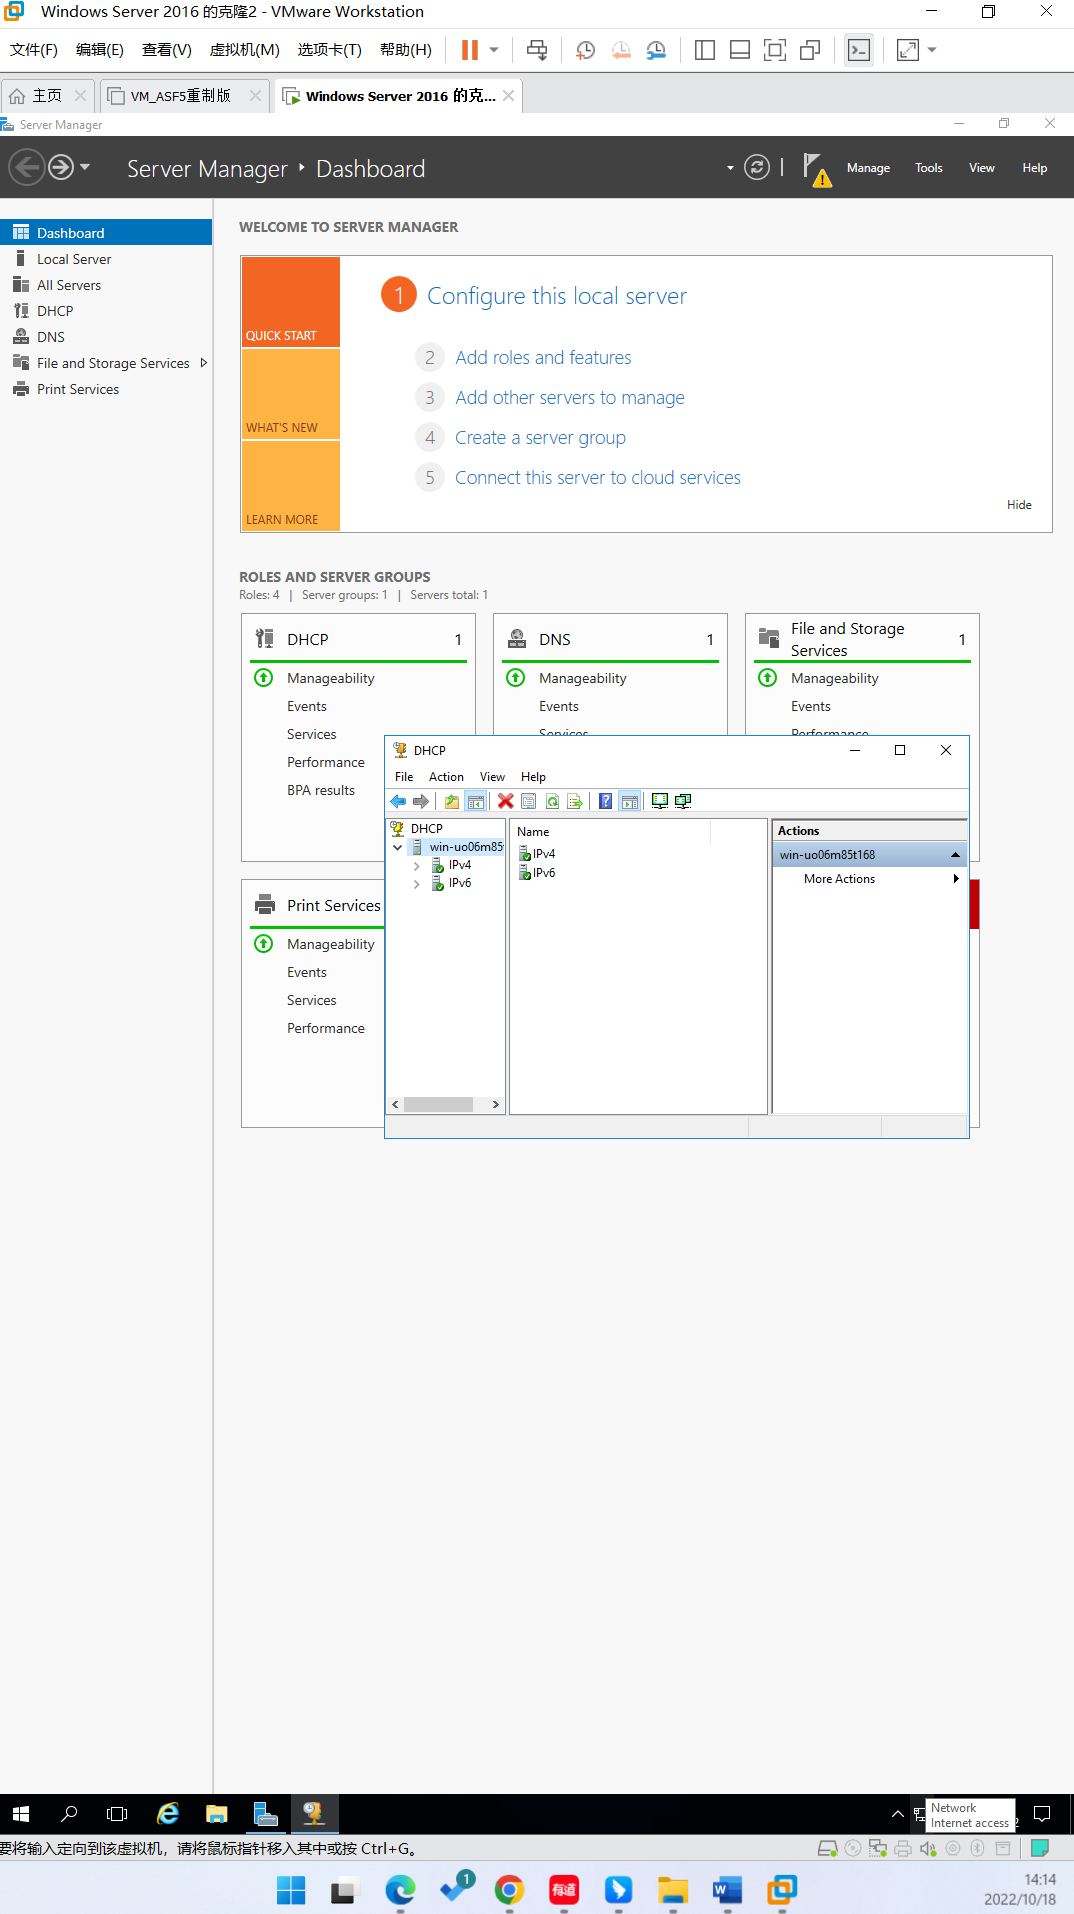 Windows Server 2016 的克隆2 - VMware Workstation
文件(F) 编辑(E) 查看(V) 虚拟机(M) 选项卡(T) 帮助(H)
主页 VM_ASF5重制版 Windows Server 2016 的克...
Server Manager
Server Manager Dashboard Manage Tools View Help
Dashboard
Local Server
All Servers
DHCP
DNS
File and Storage Services
Print Services
WELCOME TO SERVER MANAGER
QUICK START
WHAT'S NEW
LEARN MORE
1 Configure this local server
2 Add roles and features
3 Add other servers to manage
4 Create a server group
5 Connect this server to cloud services
Hide
ROLES AND SERVER GROUPS
Roles: 4 | Server groups: 1 | Servers total: 1
DHCP 1
Manageability
Events
Services
Performance
BPA results
DNS 1
Manageability
Events
Services
File and Storage
Services 1
Manageability
Events
Performance
Print Services
Manageability
Events
Services
Performance
DHCP
File Action View Help
DHCP
win-uo06m85t
IPv4
IPv6
Name
IPv4
IPv6
Actions
win-uo06m85t168
More Actions
Network
Internet access
要将输入定向到该虚拟机，请将鼠标指针移入其中或按 Ctrl+G。
1
有道
14:14
2022/10/18